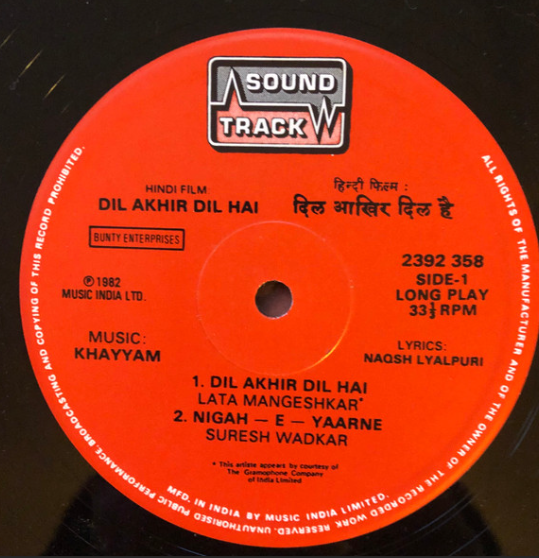 SOUND
TRACK
HINDI FILM
DIL AKHIR DIL HAI
हिन्दी फिल्म :
दिल आखिर दिल है
BUNTY ENTERPRISES
℗ 1982
MUSIC INDIA LTD.
2392 358
SIDE-1
LONG PLAY
33⅓ RPM
MUSIC:
KHAYYAM
LYRICS:
NAQSH LYALPURI
1. DIL AKHIR DIL HAI
LATA MANGESHKAR*
2. NIGAH – E – YAARNE
SURESH WADKAR
* This artiste appears by courtesy of
The Gramophone Company
of India Limited
MFD. IN INDIA BY MUSIC INDIA LIMITED.
ALL RIGHTS OF THE MANUFACTURER AND OF THE OWNER OF THE RECORDED WORK RESERVED. UNAUTHORISED PUBLIC PERFORMANCE, BROADCASTING AND COPYING OF THIS RECORD PROHIBITED.